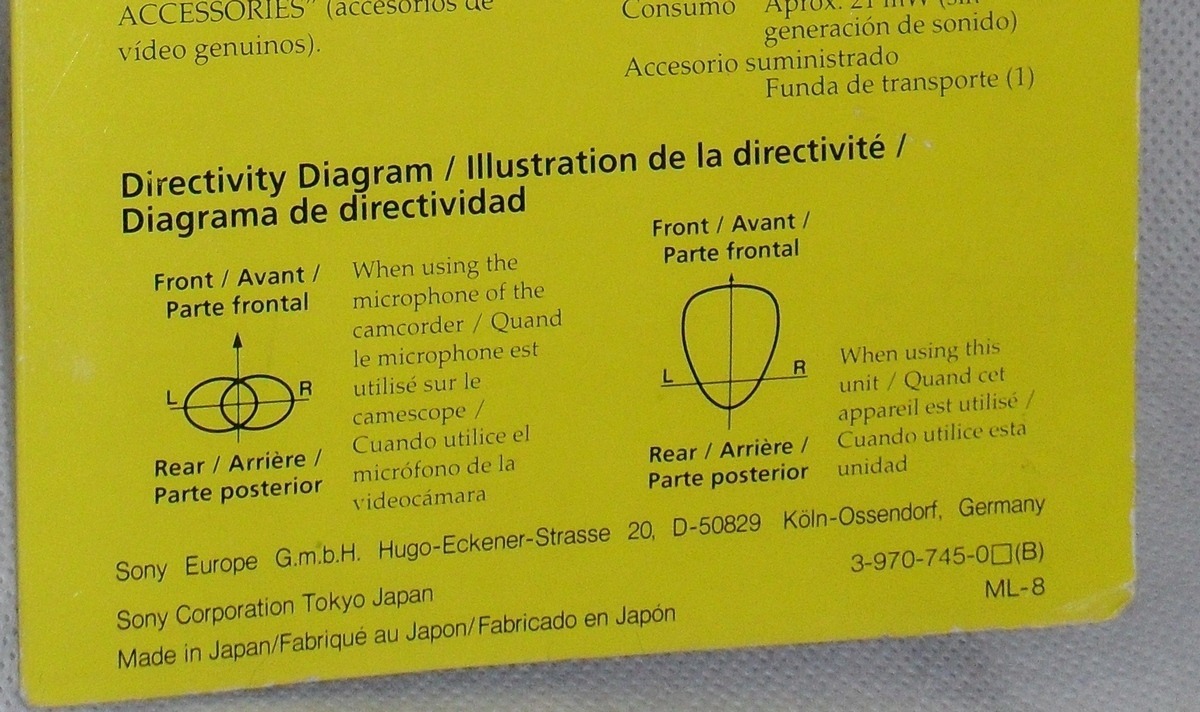 ACCESSORIES" (accesorios de
vídeo genuinos).
Consumo Aprox. 21 mW (sin
generación de sonido)
Accesorio suministrado
Funda de transporte (1)
Directivity Diagram / Illustration de la directivité /
Diagrama de directividad
Front / Avant /
Parte frontal
L
R
Rear / Arrière /
Parte posterior
When using the
microphone of the
camcorder / Quand
le microphone est
utilisé sur le
camescope /
Cuando utilice el
micrófono de la
videocámara
Front / Avant /
Parte frontal
L
R
Rear / Arrière /
Parte posterior
When using this
unit / Quand cet
appareil est utilisé /
Cuando utilice esta
unidad
Sony Europe G.m.b.H. Hugo-Eckener-Strasse 20, D-50829 Köln-Ossendorf, Germany
Sony Corporation Tokyo Japan
Made in Japan/Fabriqué au Japon/Fabricado en Japón
3-970-745-0□(B)
ML-8